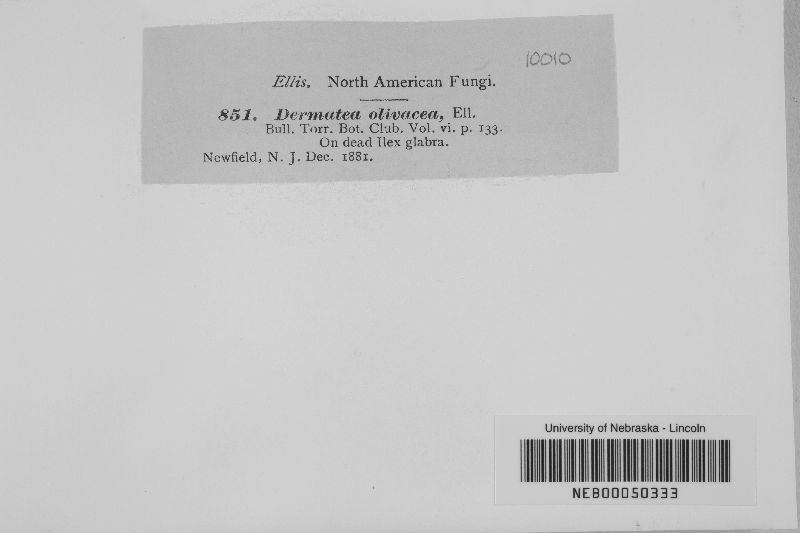 10010
Ellis. North American Fungi.
851. Dermatea olivacea, Ell.
Bull. Torr. Bot. Club. Vol. vi. p. 133.
On dead Ilex glabra.
Newfield, N. J. Dec. 1881.
University of Nebraska - Lincoln
NEB00050333